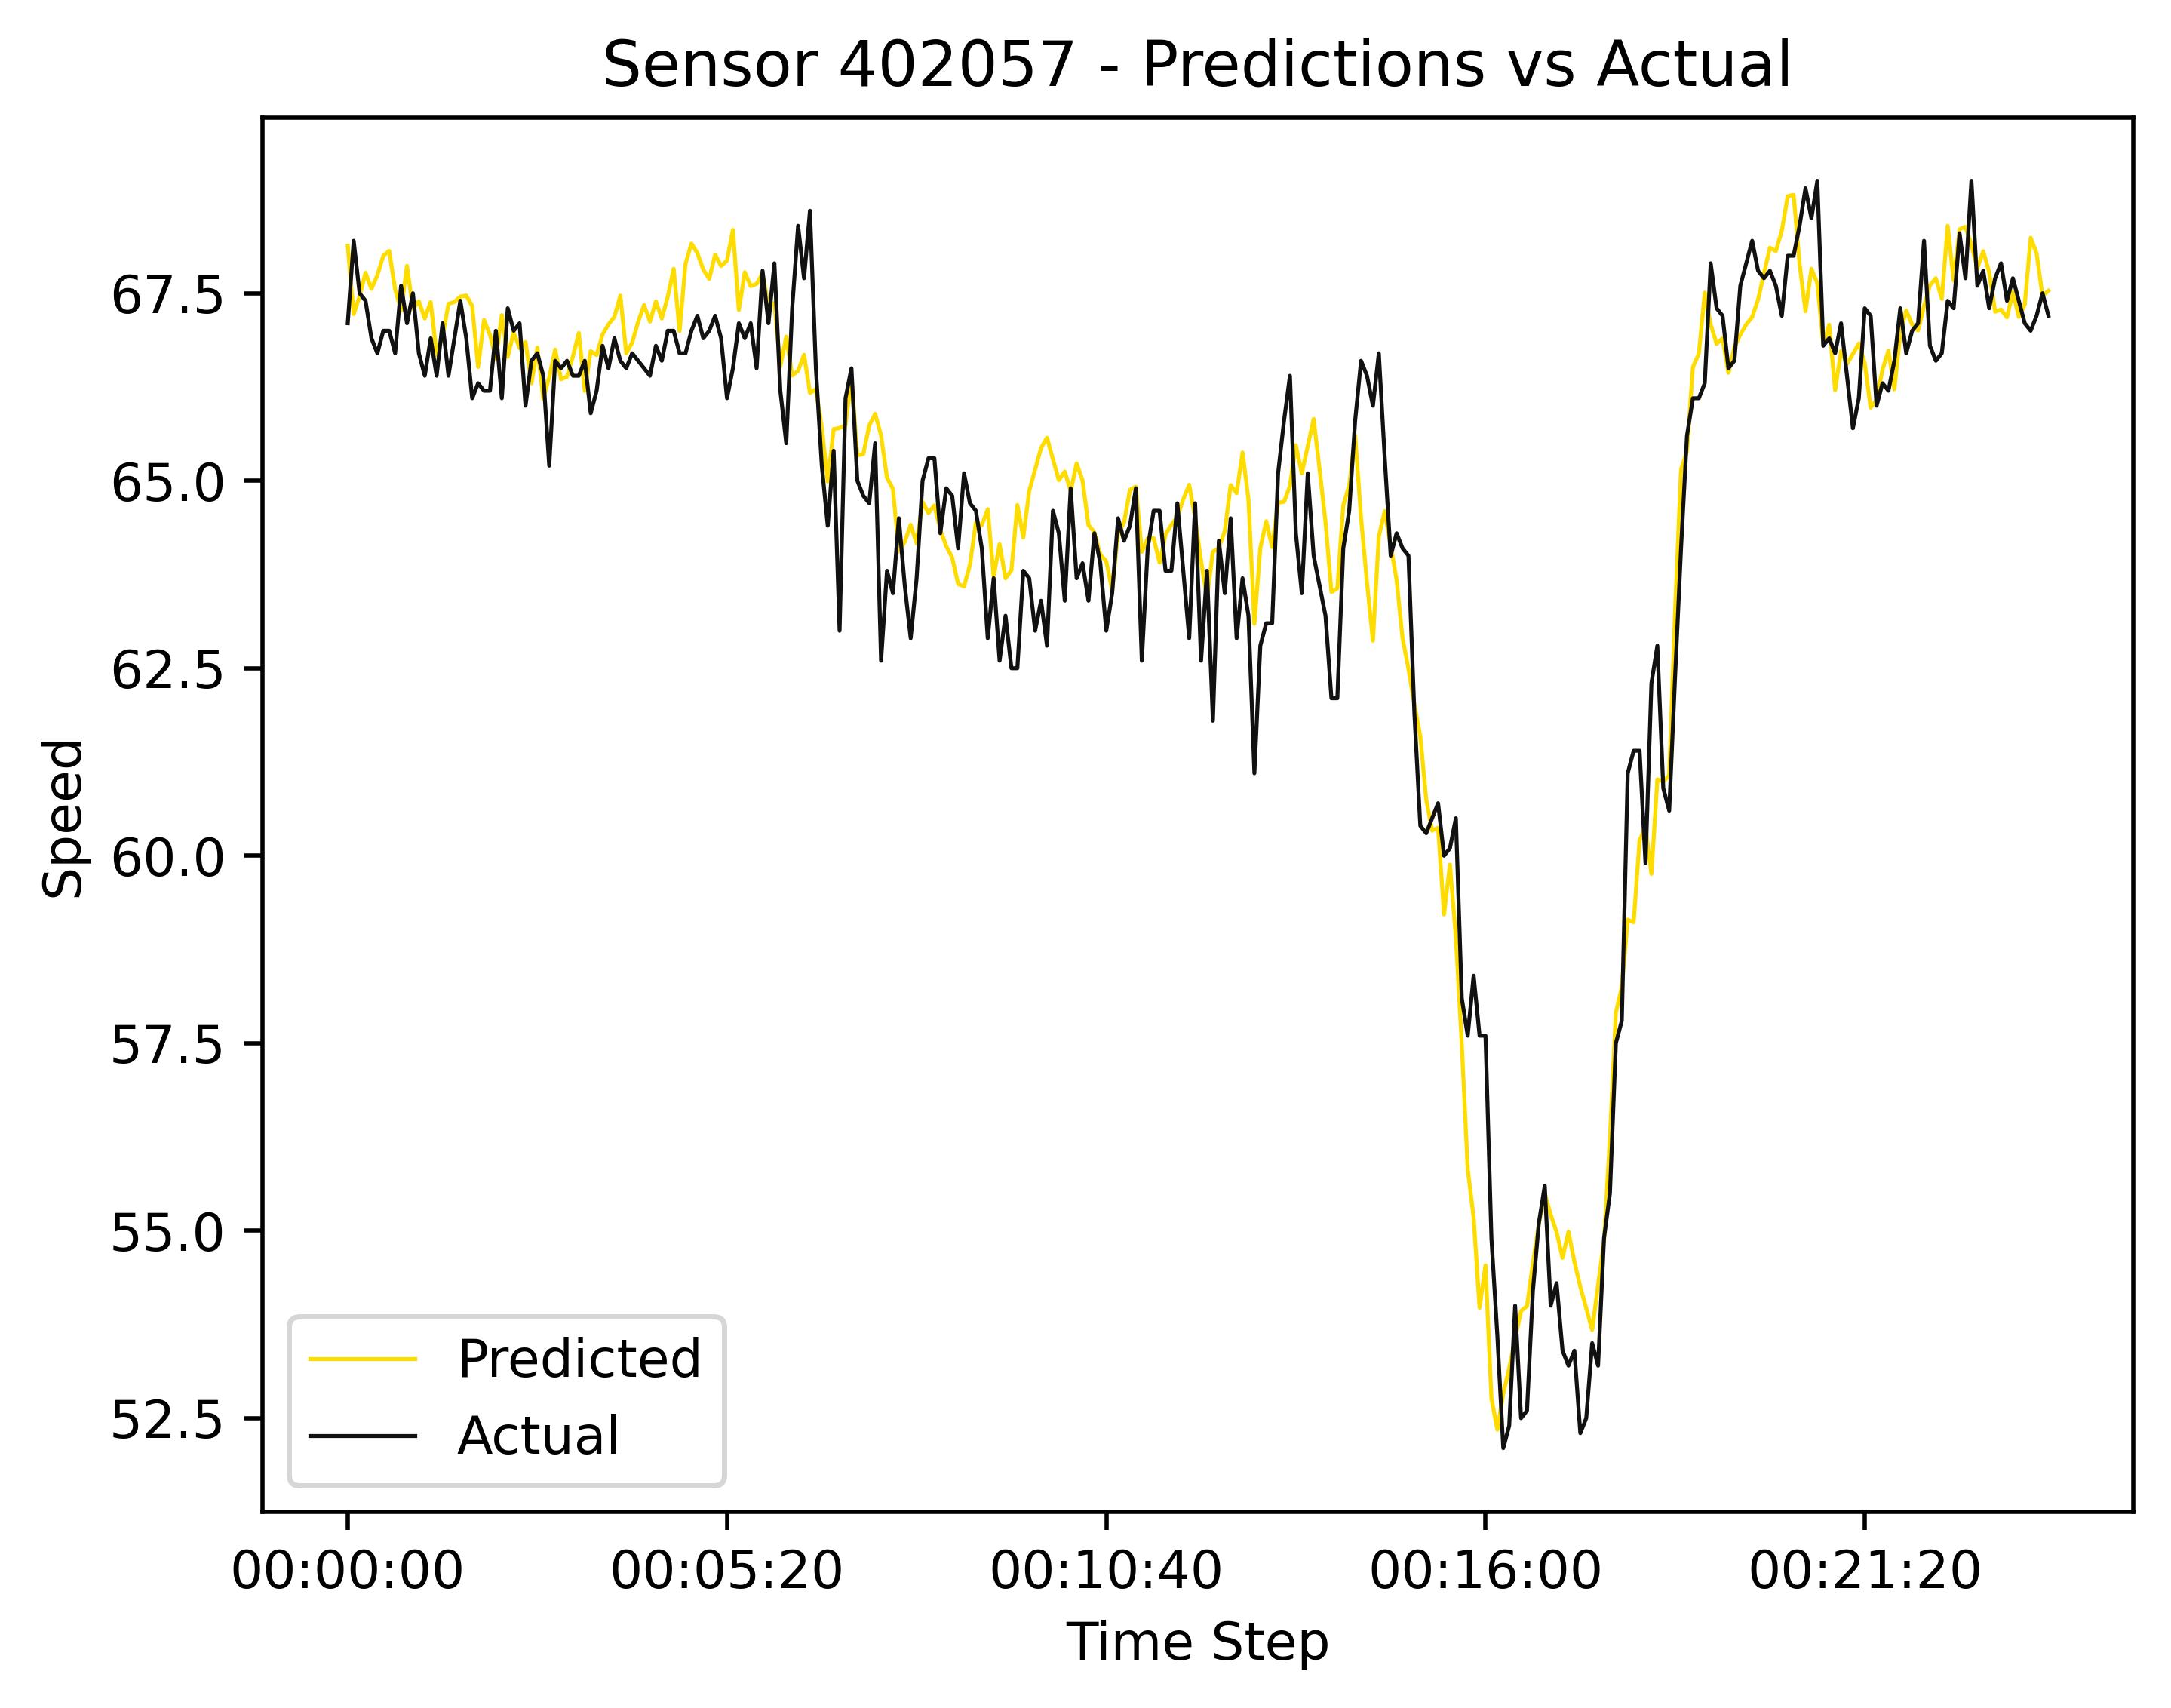 Sensor 402057 - Predictions vs Actual
67.5
65.0
62.5
60.0
57.5
55.0
52.5
Speed
Predicted
Actual
00:00:00 00:05:20 00:10:40 00:16:00 00:21:20
Time Step